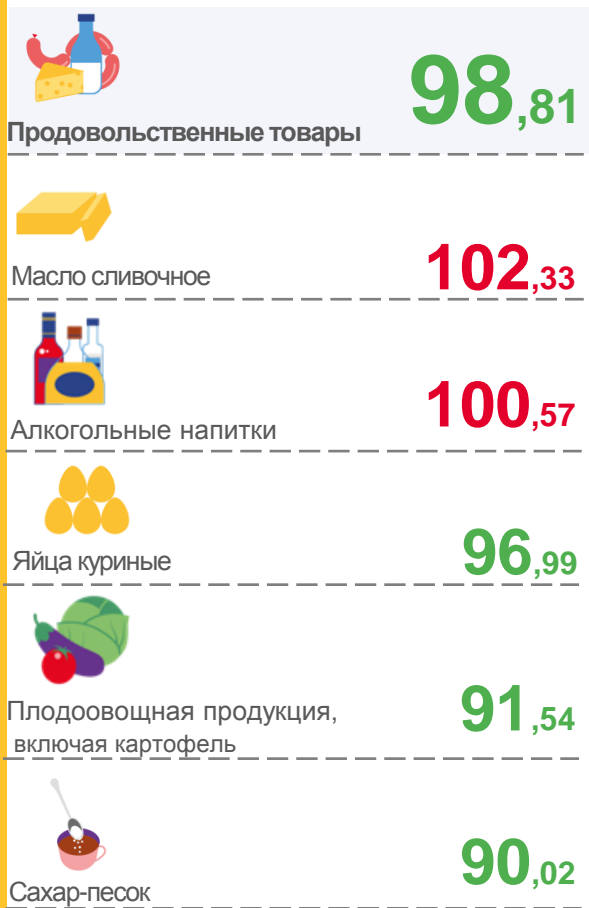 98,81
Продовольственные товары
Масло сливочное
102,33
Алкогольные напитки
100,57
Яйца куриные
96,99
Плодоовощная продукция,
включая картофель
91,54
Сахар-песок
90,02